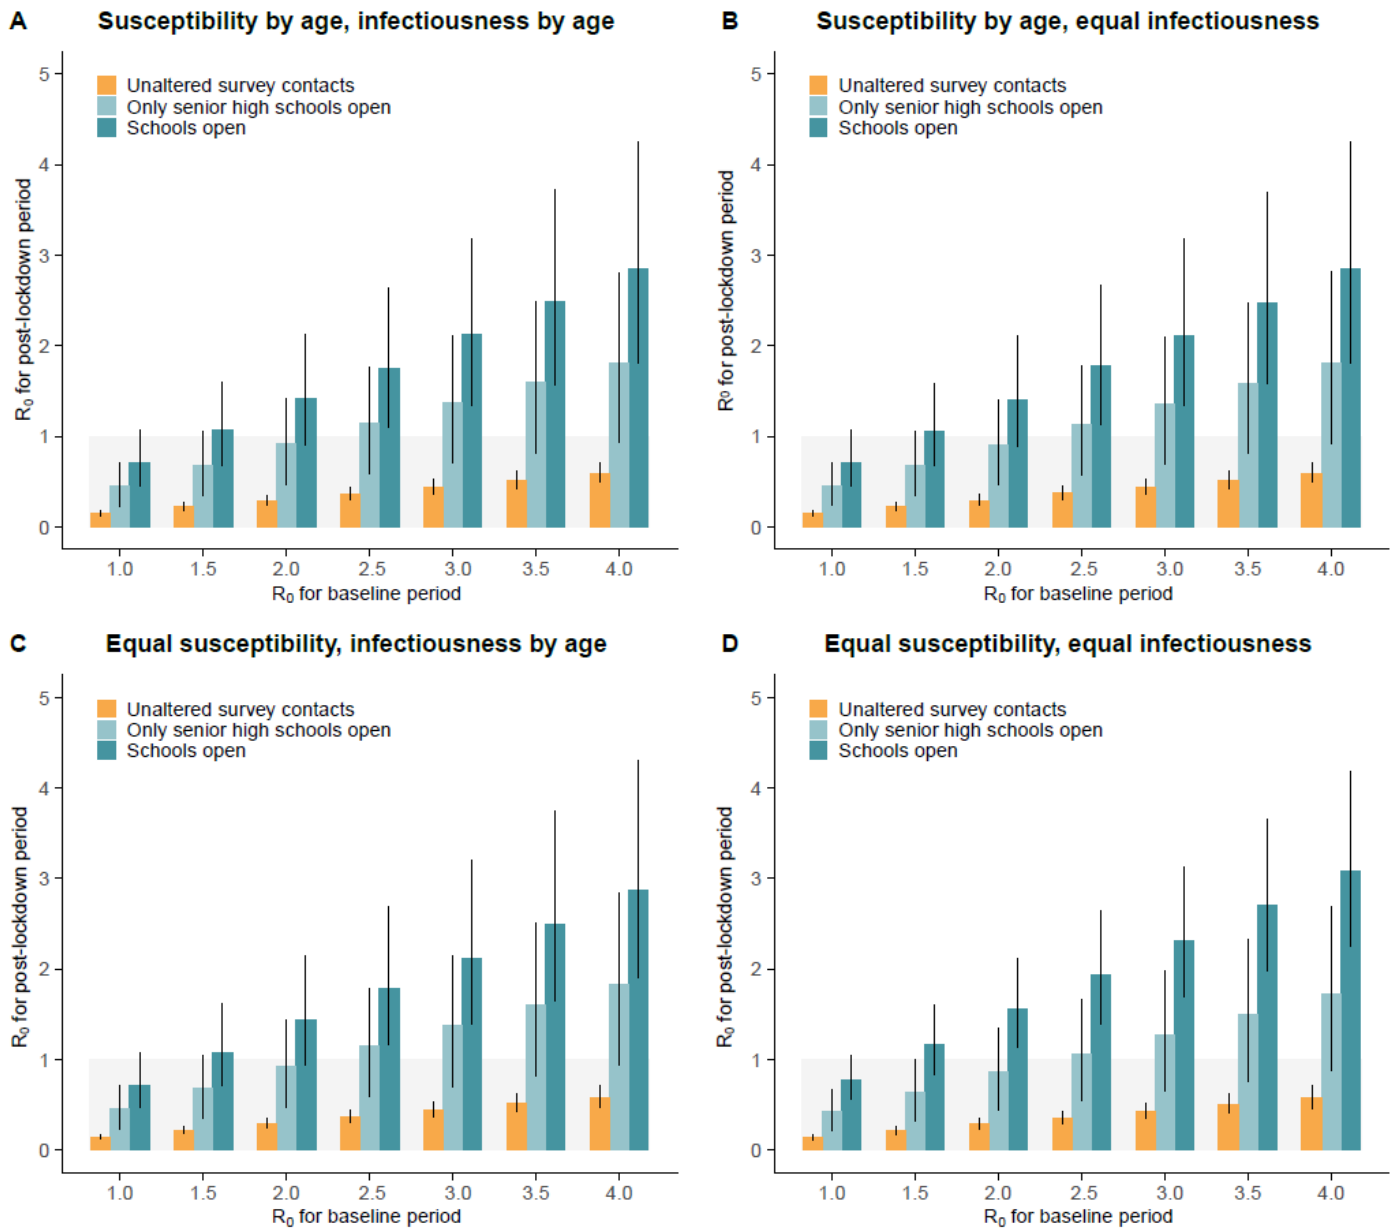 A Susceptibility by age, infectiousness by age
5
4
3
2
1
0
R₀ for post-lockdown period
Unaltered survey contacts
Only senior high schools open
Schools open
1.0 1.5 2.0 2.5 3.0 3.5 4.0
R₀ for baseline period
B Susceptibility by age, equal infectiousness
5
4
3
2
1
0
R⁰ for post-lockdown period
Unaltered survey contacts
Only senior high schools open
Schools open
1.0 1.5 2.0 2.5 3.0 3.5 4.0
R₀ for baseline period
C Equal susceptibility, infectiousness by age
5
4
3
2
1
0
R₀ for post-lockdown period
Unaltered survey contacts
Only senior high schools open
Schools open
1.0 1.5 2.0 2.5 3.0 3.5 4.0
R₀ for baseline period
D Equal susceptibility, equal infectiousness
5
4
3
2
1
0
R₀ for post-lockdown period
Unaltered survey contacts
Only senior high schools open
Schools open
1.0 1.5 2.0 2.5 3.0 3.5 4.0
R₀ for baseline period